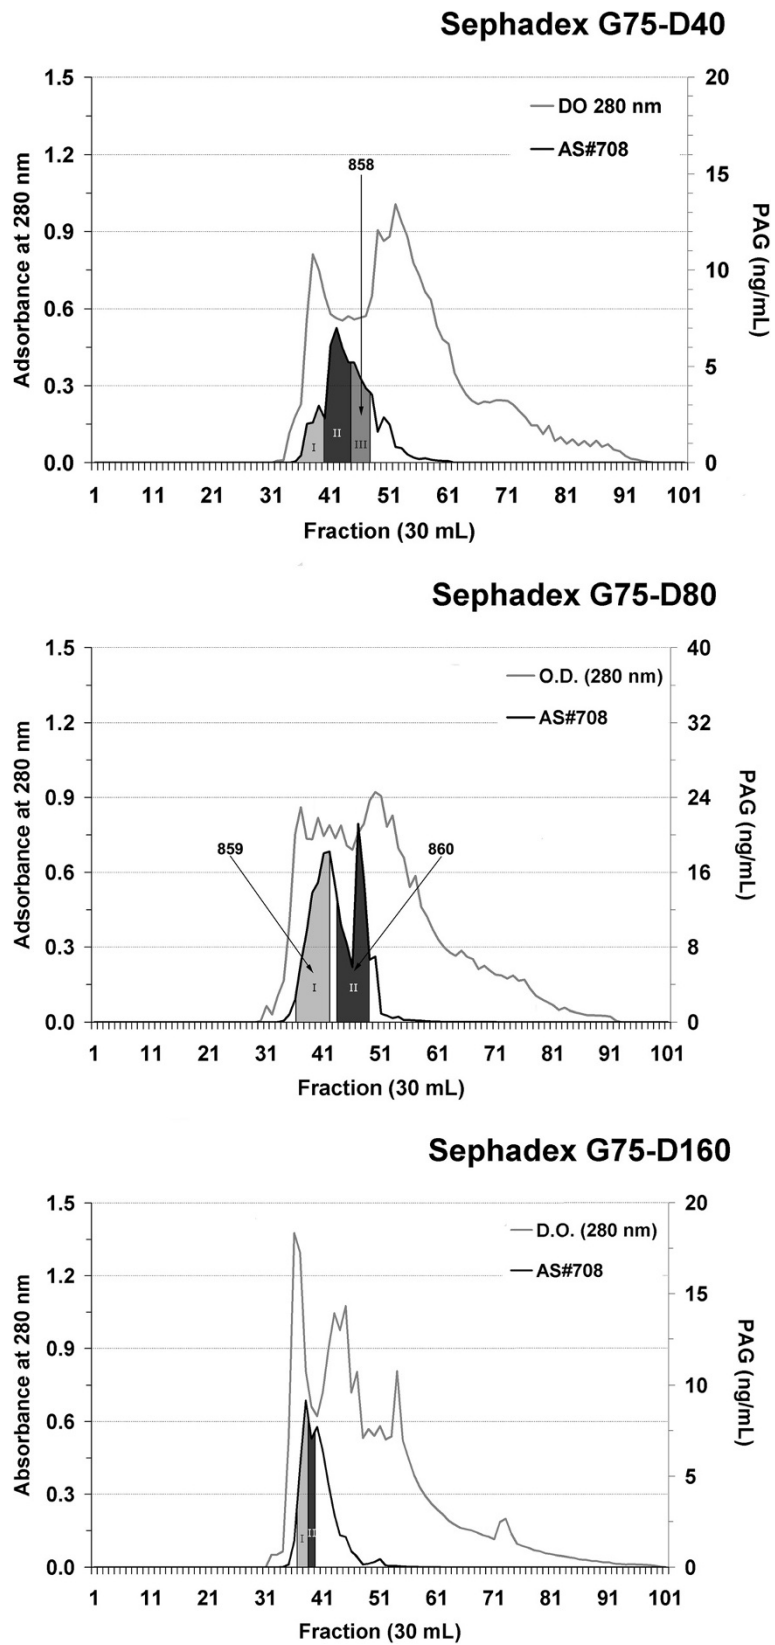 Sephadex G75-D40
1.5
1.2
0.9
0.6
0.3
0.0
20
15
10
5
0
DO 280 nm
AS#708
858
I
II
III
Adsorbance at 280 nm
PAG (ng/mL)
1 11 21 31 41 51 61 71 81 91 101
Fraction (30 mL)
Sephadex G75-D80
1.5
1.2
0.9
0.6
0.3
0.0
40
32
24
16
8
0
O.D. (280 nm)
AS#708
859
860
I
II
Adsorbance at 280 nm
PAG (ng/mL)
1 11 21 31 41 51 61 71 81 91 101
Fraction (30 mL)
Sephadex G75-D160
1.5
1.2
0.9
0.6
0.3
0.0
20
15
10
5
0
D.O. (280 nm)
AS#708
I
II
Absorbance at 280 nm
PAG (ng/mL)
1 11 21 31 41 51 61 71 81 91 101
Fraction (30 mL)